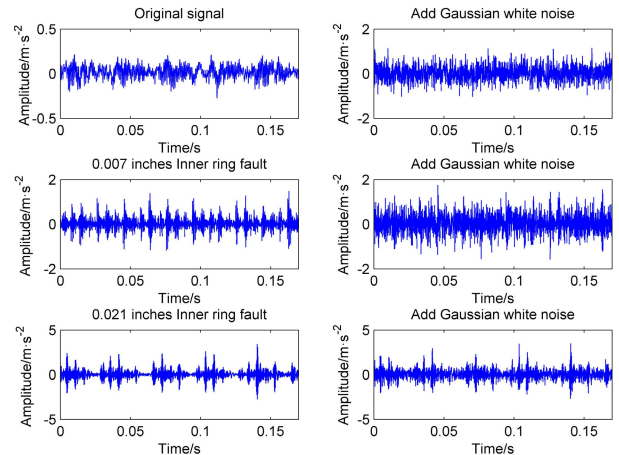 Original signal
Amplitude/m·s-2
0.5
0
-0.5
0 0.05 0.1 0.15
Time/s
Add Gaussian white noise
Amplitude/m·s-2
2
0
-2
0 0.05 0.1 0.15
Time/s
0.007 inches Inner ring fault
Amplitude/m·s-2
2
0
-2
0 0.05 0.1 0.15
Time/s
Add Gaussian white noise
Amplitude/m·s-2
2
0
-2
0 0.05 0.1 0.15
Time/s
0.021 inches Inner ring fault
Amplitude/m·s-2
5
0
-5
0 0.05 0.1 0.15
Time/s
Add Gaussian white noise
Amplitude/m·s-2
5
0
-5
0 0.05 0.1 0.15
Time/s